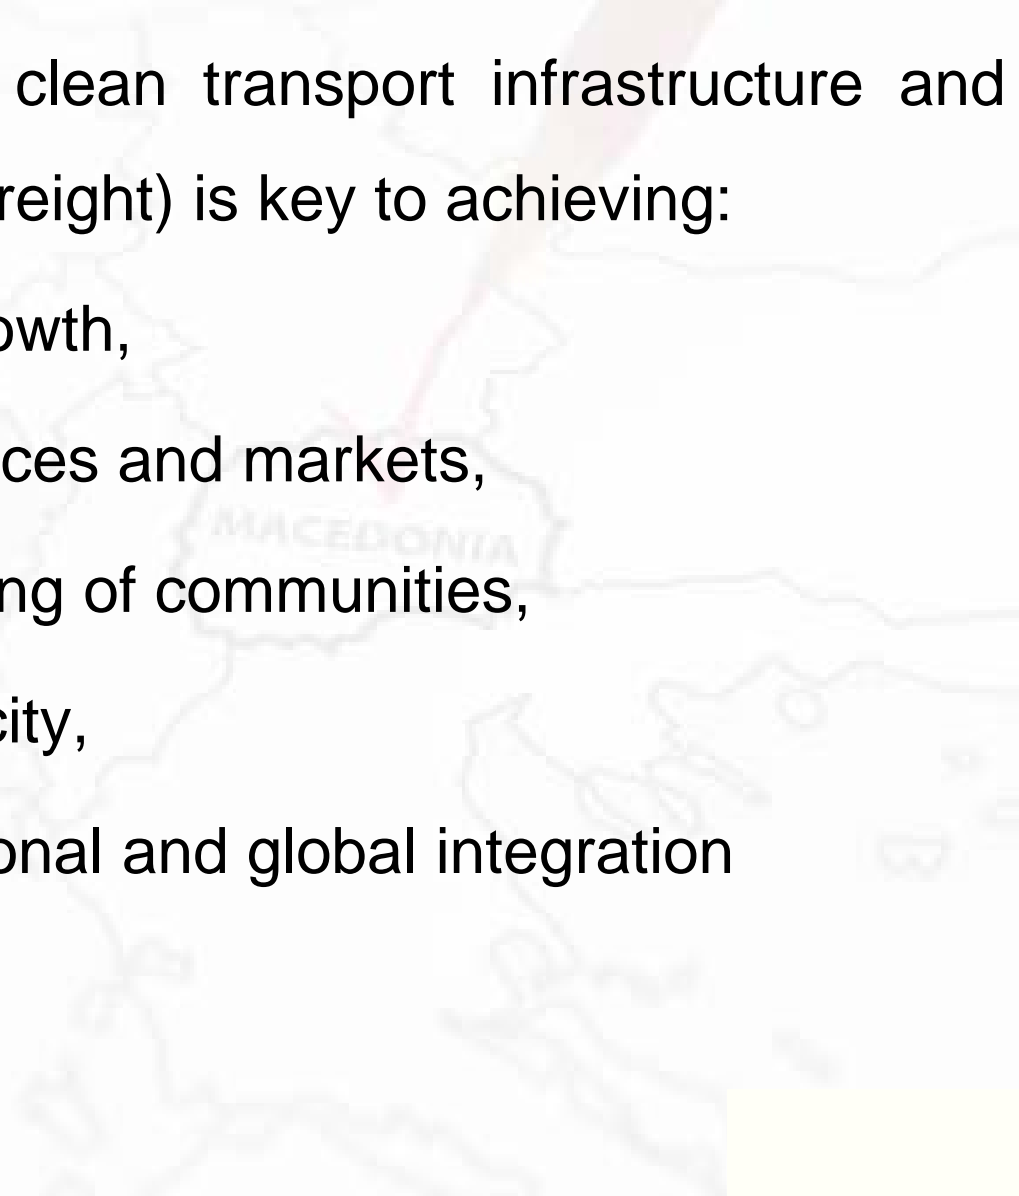 clean transport infrastructure and
reight) is key to achieving:
owth,
ces and markets,
MACEDONIA
ng of communities,
city,
onal and global integration